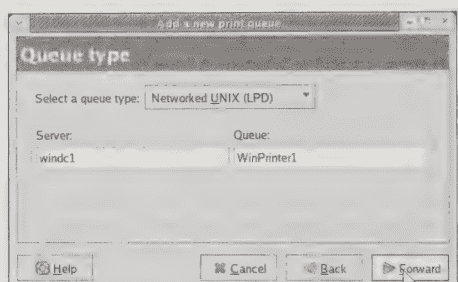 Add a new print queue
Queue type
Select a queue type: Networked UNIX (LPD)
Server: Queue:
windc1 WinPrinter1
Help Cancel Back Forward